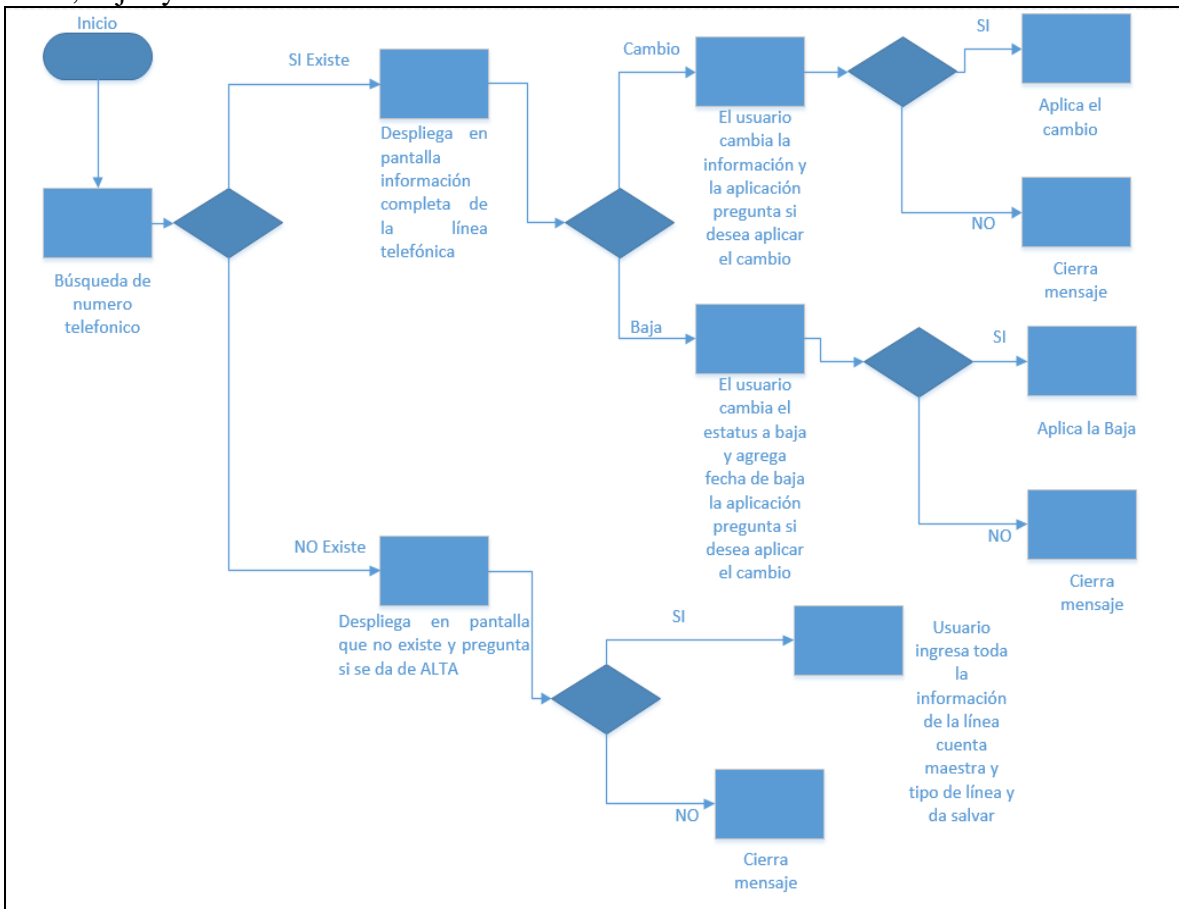 Inicio
SI Existe
Despliega en
pantalla
información
completa de
la línea
telefónica
Cambio
El usuario
cambia la
información y
la aplicación
pregunta si
desea aplicar
el cambio
SI
Aplica el
cambio
NO
Cierra
mensaje
Búsqueda de
numero
telefonico
Baja
El usuario
cambia el
estatus a baja
y agrega
fecha de baja
la aplicación
pregunta si
desea aplicar
el cambio
SI
Aplica la Baja
NO
Cierra
mensaje
NO Existe
Despliega en pantalla
que no existe y pregunta
si se da de ALTA
SI
Usuario
ingresa toda
la
información
de la línea
cuenta
maestra y
tipo de línea y
da salvar
NO
Cierra
mensaje